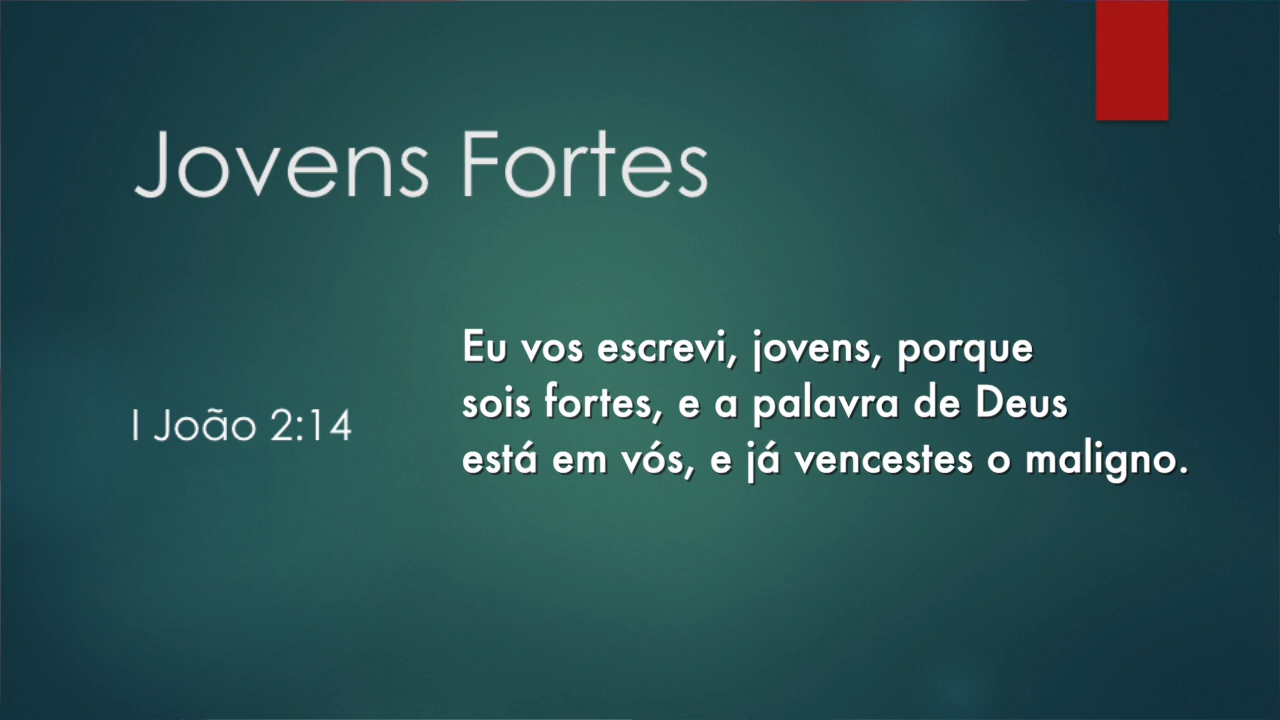 Jovens Fortes
I João 2:14
Eu vos escrevi, jovens, porque
sois fortes, e a palavra de Deus
está em vós, e já vencestes o maligno.